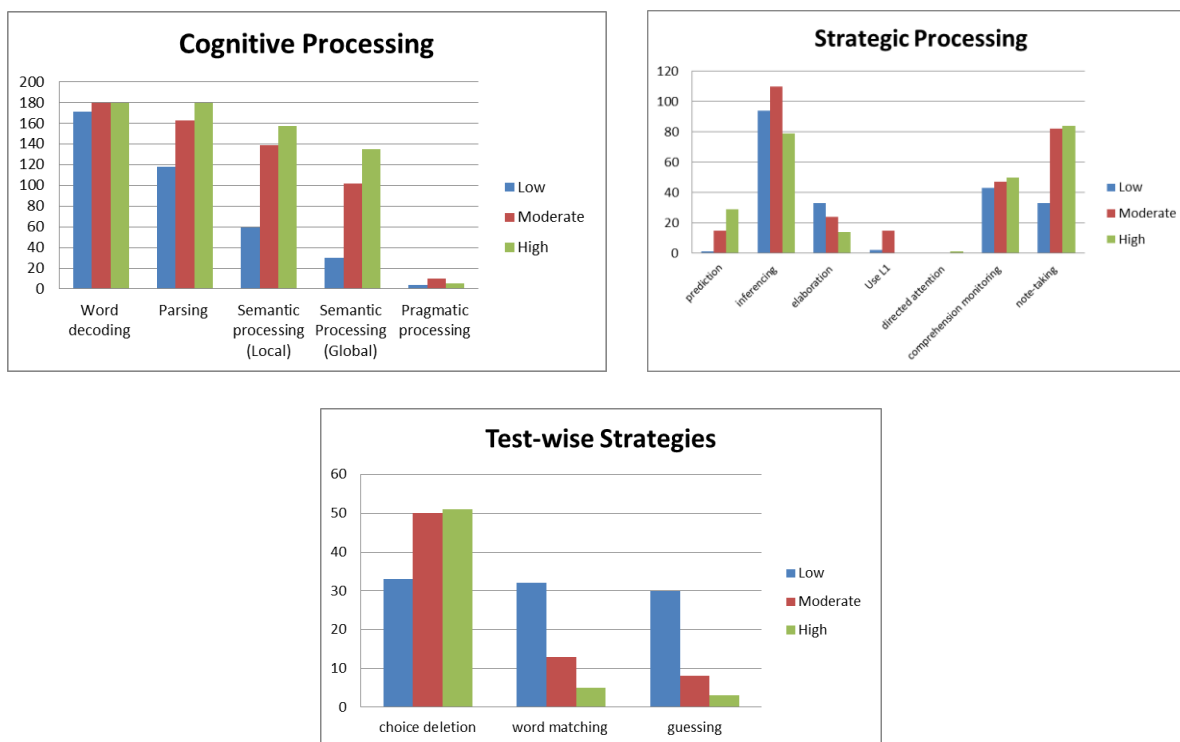 Cognitive Processing
200
180
160
140
120
100
80
60
40
20
0
Word
decoding
Parsing
Semantic
processing
(Local)
Semantic
Processing
(Global)
Pragmatic
processing
Low
Moderate
High
Strategic Processing
120
100
80
60
40
20
0
prediction
inferencing
elaboration
Use L1
directed attention
comprehension monitoring
note-taking
Low
Moderate
High
Test-wise Strategies
60
50
40
30
20
10
0
choice deletion
word matching
guessing
Low
Moderate
High